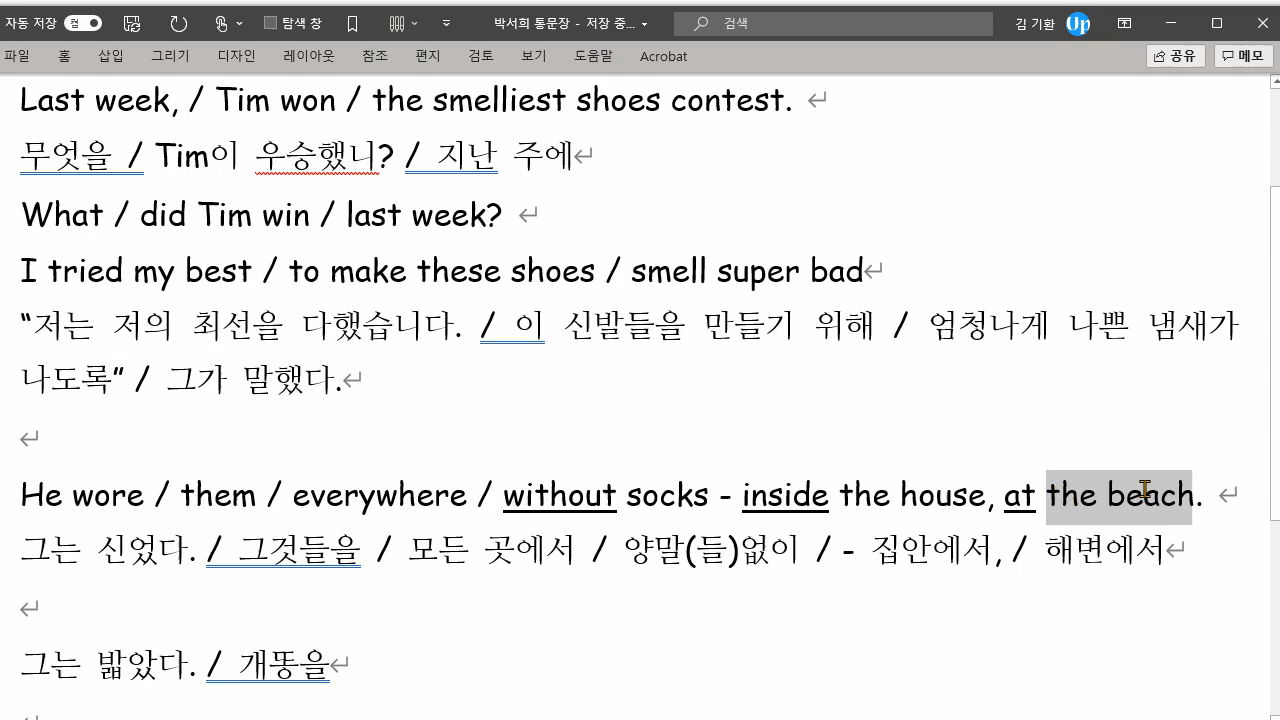 자동 저장 컴 탐색 창 박서희 통문장 - 저장 중... 검색 김 기환 Up
파일 홈 삽입 그리기 디자인 레이아웃 참조 편지 검토 보기 도움말 Acrobat 공유 메모
Last week, / Tim won / the smelliest shoes contest.
무엇을 / Tim이 우승했니? / 지난 주에
What / did Tim win / last week?
I tried my best / to make these shoes / smell super bad
“저는 저의 최선을 다했습니다. / 이 신발들을 만들기 위해 / 엄청나게 나쁜 냄새가
나도록” / 그가 말했다.
He wore / them / everywhere / without socks - inside the house, at the beach.
그는 신었다. / 그것들을 / 모든 곳에서 / 양말(들)없이 / - 집안에서, / 해변에서
그는 밟았다. / 개똥을